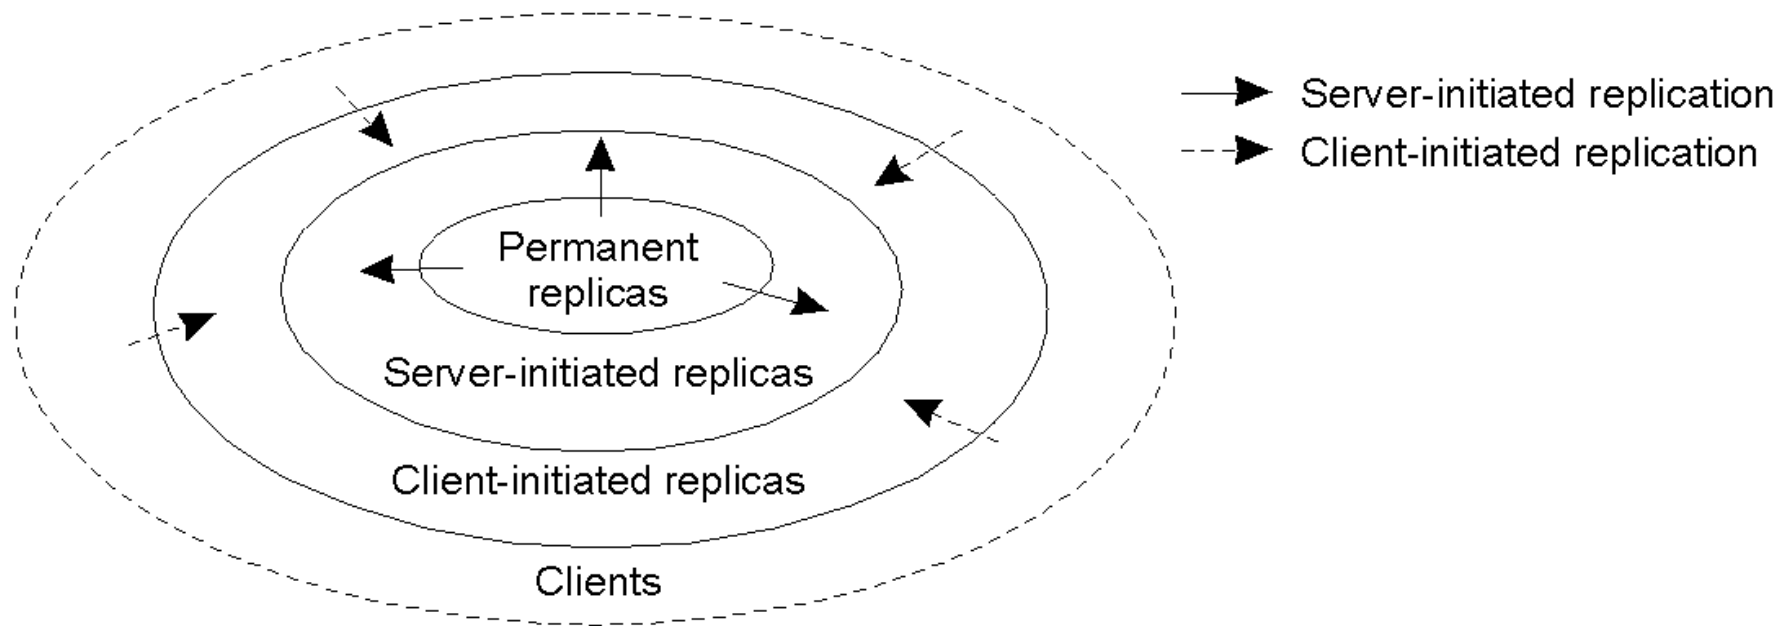 Server-initiated replication
Client-initiated replication
Permanent
replicas
Server-initiated replicas
Client-initiated replicas
Clients